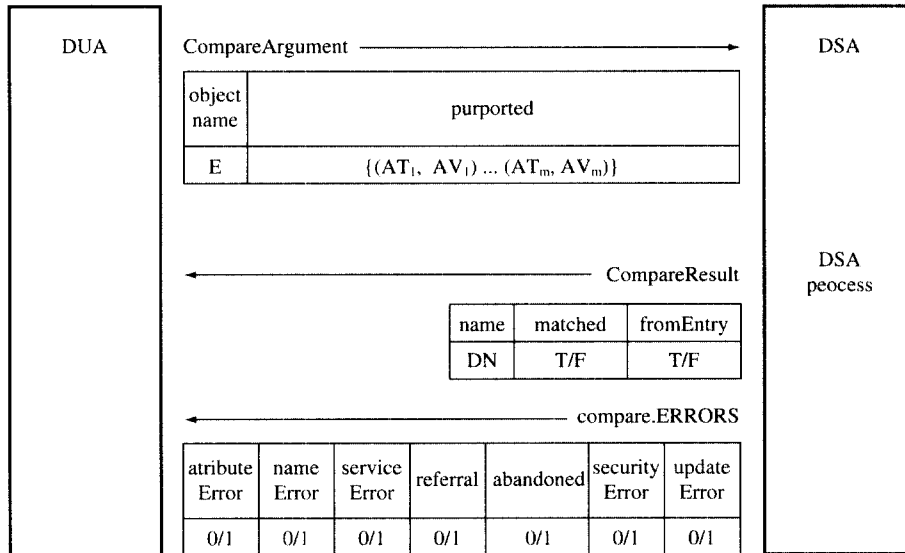 DUA
CompareArgument
DSA
object name
purported
E
{(AT₁, AV₁) ... (ATₘ, AVₘ)}
DSA
peocess
CompareResult
name matched fromEntry
DN T/F T/F
compare.ERRORS
atribute Error
name Error
service Error
referral
abandoned
security Error
update Error
0/1 0/1 0/1 0/1 0/1 0/1 0/1